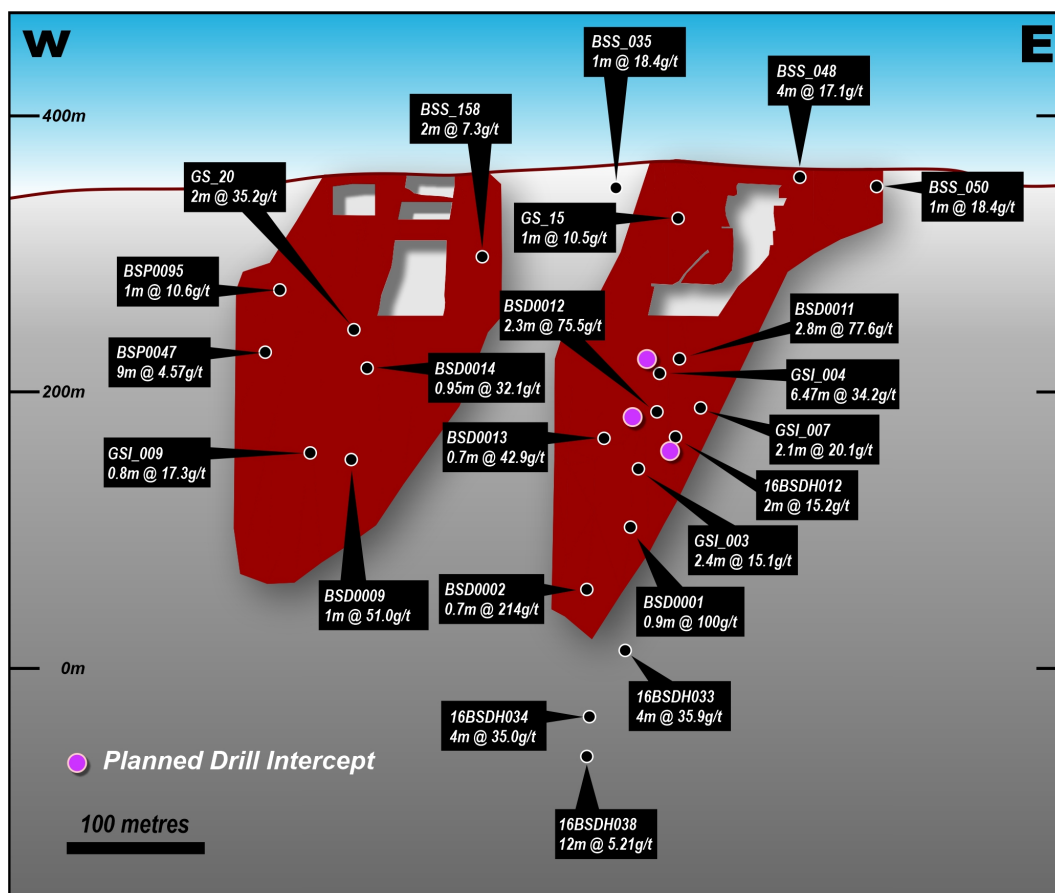 W
E
BSS_035
1m @ 18.4g/t
BSS_048
4m @ 17.1g/t
400m
BSS_158
2m @ 7.3g/t
GS_20
2m @ 35.2g/t
BSS_050
1m @ 18.4g/t
GS_15
1m @ 10.5g/t
BSP0095
1m @ 10.6g/t
BSD0012
2.3m @ 75.5g/t
BSD0011
2.8m @ 77.6g/t
BSP0047
9m @ 4.57g/t
BSD0014
0.95m @ 32.1g/t
GSI_004
6.47m @ 34.2g/t
200m
GSI_007
2.1m @ 20.1g/t
BSD0013
0.7m @ 42.9g/t
GSI_009
0.8m @ 17.3g/t
16BSDH012
2m @ 15.2g/t
GSI_003
2.4m @ 15.1g/t
BSD0009
1m @ 51.0g/t
BSD0002
0.7m @ 214g/t
BSD0001
0.9m @ 100g/t
0m
16BSDH033
4m @ 35.9g/t
16BSDH034
4m @ 35.0g/t
Planned Drill Intercept
100 metres
16BSDH038
12m @ 5.21g/t